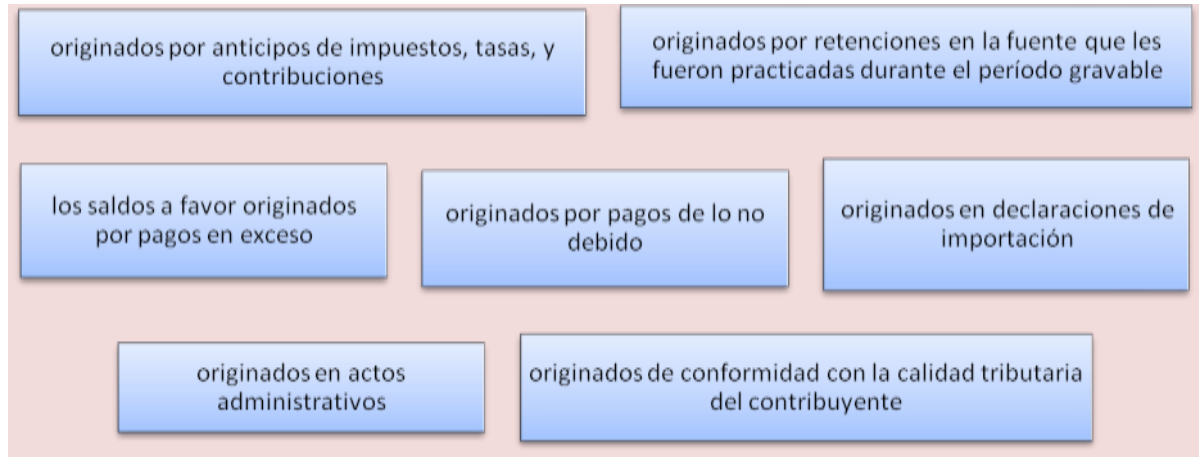 originados por anticipos de impuestos, tasas, y
contribuciones
originados por retenciones en la fuente que les
fueron practicadas durante el período gravable
los saldos a favor originados
por pagos en exceso
originados por pagos de lo no
debido
originados en declaraciones de
importación
originados en actos
administrativos
originados de conformidad con la calidad tributaria
del contribuyente